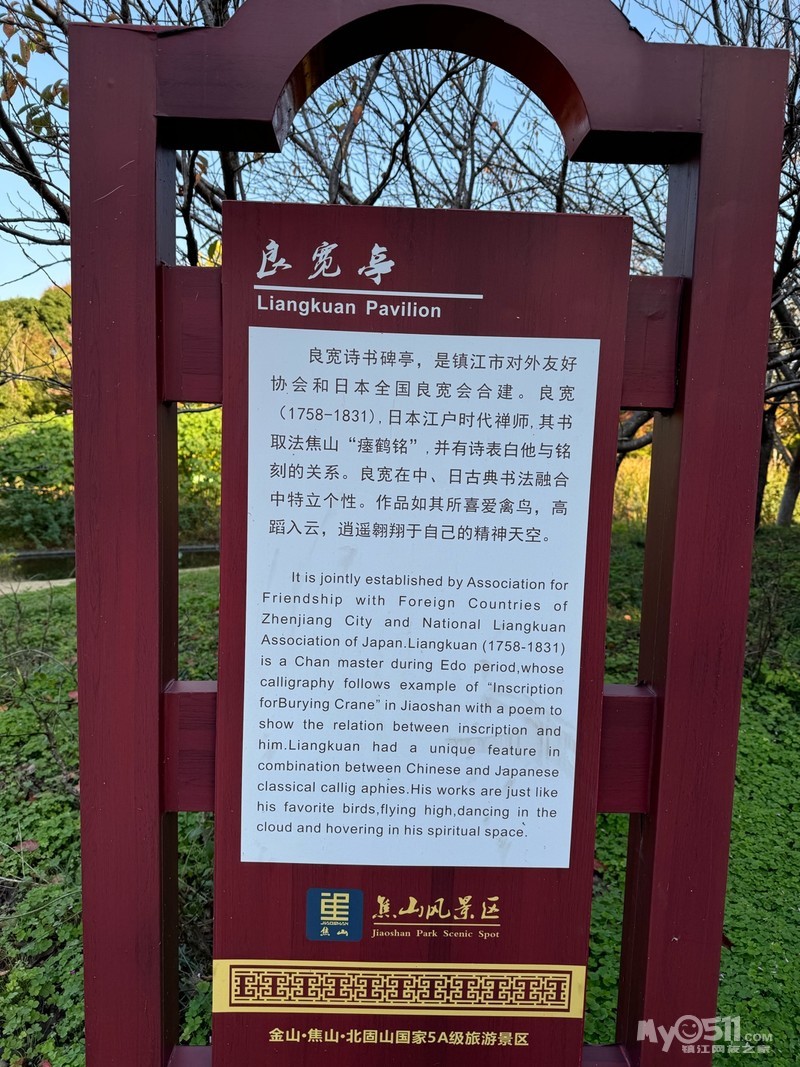 良宽亭
Liangkuan Pavilion
良宽诗书碑亭，是镇江市对外友好
协会和日本全国良宽会合建。良宽
（1758-1831），日本江户时代禅师，其书
取法焦山“瘗鹤铭”，并有诗表白他与铭
刻的关系。良宽在中、日古典书法融合
中特立个性。作品如其所喜爱禽鸟，高
蹈入云，逍遥翱翔于自己的精神天空。
It is jointly established by Association for
Friendship with Foreign Countries of
Zhenjiang City and National Liangkuan
Association of Japan.Liangkuan (1758-1831)
is a Chan master during Edo period,whose
calligraphy follows example of “Inscription
forBurying Crane” in Jiaoshan with a poem to
show the relation between inscription and
him.Liangkuan had a unique feature in
combination between Chinese and Japanese
classical callig aphies.His works are just like
his favorite birds,flying high,dancing in the
cloud and hovering in his spiritual space.
JIAOSHAN
焦山
焦山风景区
Jiaoshan Park Scenic Spot
金山·焦山·北固山国家5A级旅游景区
MyO511.COM
镇江网友之家